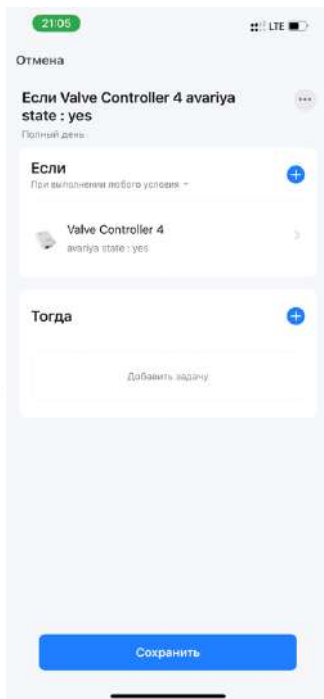 21:05
LTE
Отмена
Если Valve Controller 4 avariya
state : yes
Полный день
Если
При выполнении любого условия
Valve Controller 4
avariya state : yes
Тогда
Добавить задачу
Сохранить